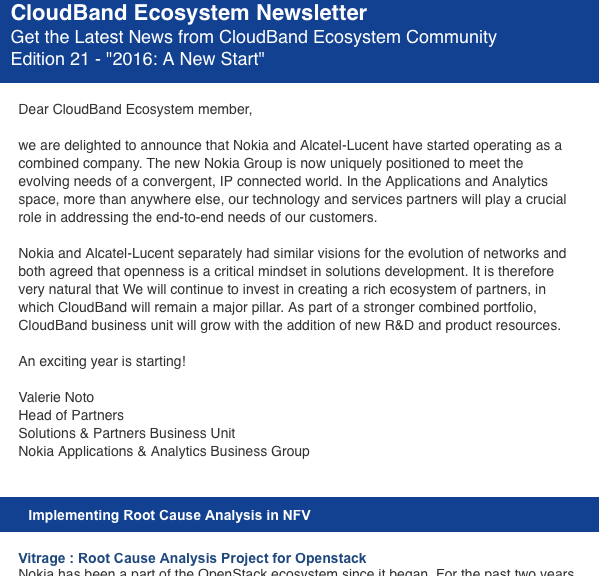 CloudBand Ecosystem Newsletter
Get the Latest News from CloudBand Ecosystem Community
Edition 21 - "2016: A New Start"
Dear CloudBand Ecosystem member,
we are delighted to announce that Nokia and Alcatel-Lucent have started operating as a
combined company. The new Nokia Group is now uniquely positioned to meet the
evolving needs of a convergent, IP connected world. In the Applications and Analytics
space, more than anywhere else, our technology and services partners will play a crucial
role in addressing the end-to-end needs of our customers.
Nokia and Alcatel-Lucent separately had similar visions for the evolution of networks and
both agreed that openness is a critical mindset in solutions development. It is therefore
very natural that We will continue to invest in creating a rich ecosystem of partners, in
which CloudBand will remain a major pillar. As part of a stronger combined portfolio,
CloudBand business unit will grow with the addition of new R&D and product resources.
An exciting year is starting!
Valerie Noto
Head of Partners
Solutions & Partners Business Unit
Nokia Applications & Analytics Business Group
Implementing Root Cause Analysis in NFV
Vitrage : Root Cause Analysis Project for Openstack
Nokia has been a part of the OpenStack ecosystem since it began. For the past two years